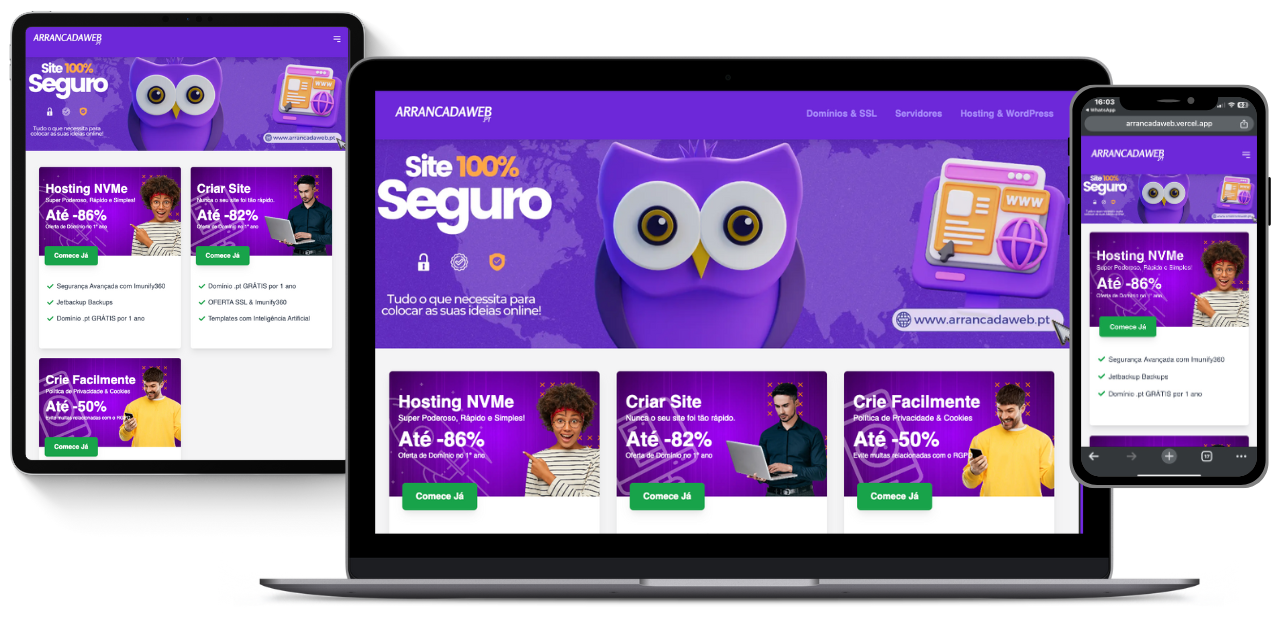 ARRANCADAWEB
PT
Site 100%
Seguro
Tudo o que necessita para
colocar as suas ideias online!
www.arrancadaweb.pt
Hosting NVMe
Super Poderoso, Rápido e Simples!
Até -86%
Oferta de Domínio no 1º ano
Comece Já
Segurança Avançada com Imunify360
Jetbackup Backups
Domínio .pt GRÁTIS por 1 ano
Criar Site
Nunca o seu site foi tão rápido.
Até -82%
Oferta de Domínio no 1º ano
Comece Já
Domínio .pt GRÁTIS por 1 ano
OFERTA SSL & Imunify360
Templates com Inteligência Artificial
Crie Facilmente
Política de Privacidade & Cookies
Até -50%
Evite multas relacionadas com o RGPD
Comece Já
ARRANCADAWEB
PT
Domínios & SSL
Servidores
Hosting & WordPress
Site 100%
Seguro
WWW
Tudo o que necessita para
colocar as suas ideias online!
www.arrancadaweb.pt
Hosting NVMe
Super Poderoso, Rápido e Simples!
Até -86%
Oferta de Domínio no 1º ano
Comece Já
Criar Site
Nunca o seu site foi tão rápido.
Até -82%
Oferta de Domínio no 1º ano
Comece Já
Crie Facilmente
Política de Privacidade & Cookies
Até -50%
Evite multas relacionadas com o RGPD
Comece Já
16:03
WhatsApp
arrancadaweb.vercel.app
ARRANCADAWEB
PT
Site 100%
Seguro
Hosting NVMe
Super Poderoso, Rápido e Simples!
Até -86%
Oferta de Domínio no 1º ano
Comece Já
Segurança Avançada com Imunify360
Jetbackup Backups
Domínio .pt GRÁTIS por 1 ano
17